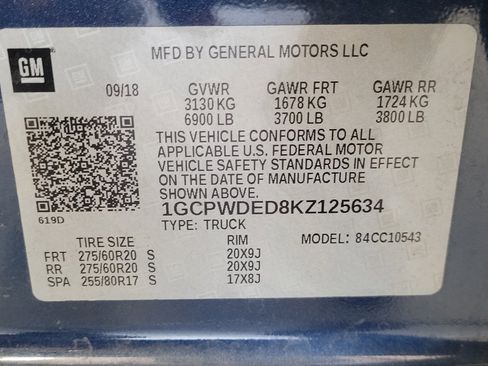 GM
MFD BY GENERAL MOTORS LLC
09/18 GVWR GAWR FRT GAWR RR
3130 KG 1678 KG 1724 KG
6900 LB 3700 LB 3800 LB
THIS VEHICLE CONFORMS TO ALL
APPLICABLE U.S. FEDERAL MOTOR
VEHICLE SAFETY STANDARDS IN EFFECT
ON THE DATE OF MANUFACTURE
SHOWN ABOVE.
619D
1GCPWDED8KZ125634
TYPE: TRUCK MODEL: 84CC10543
TIRE SIZE RIM
FRT 275/60R20 S 20X9J
RR 275/60R20 S 20X9J
SPA 255/80R17 S 17X8J